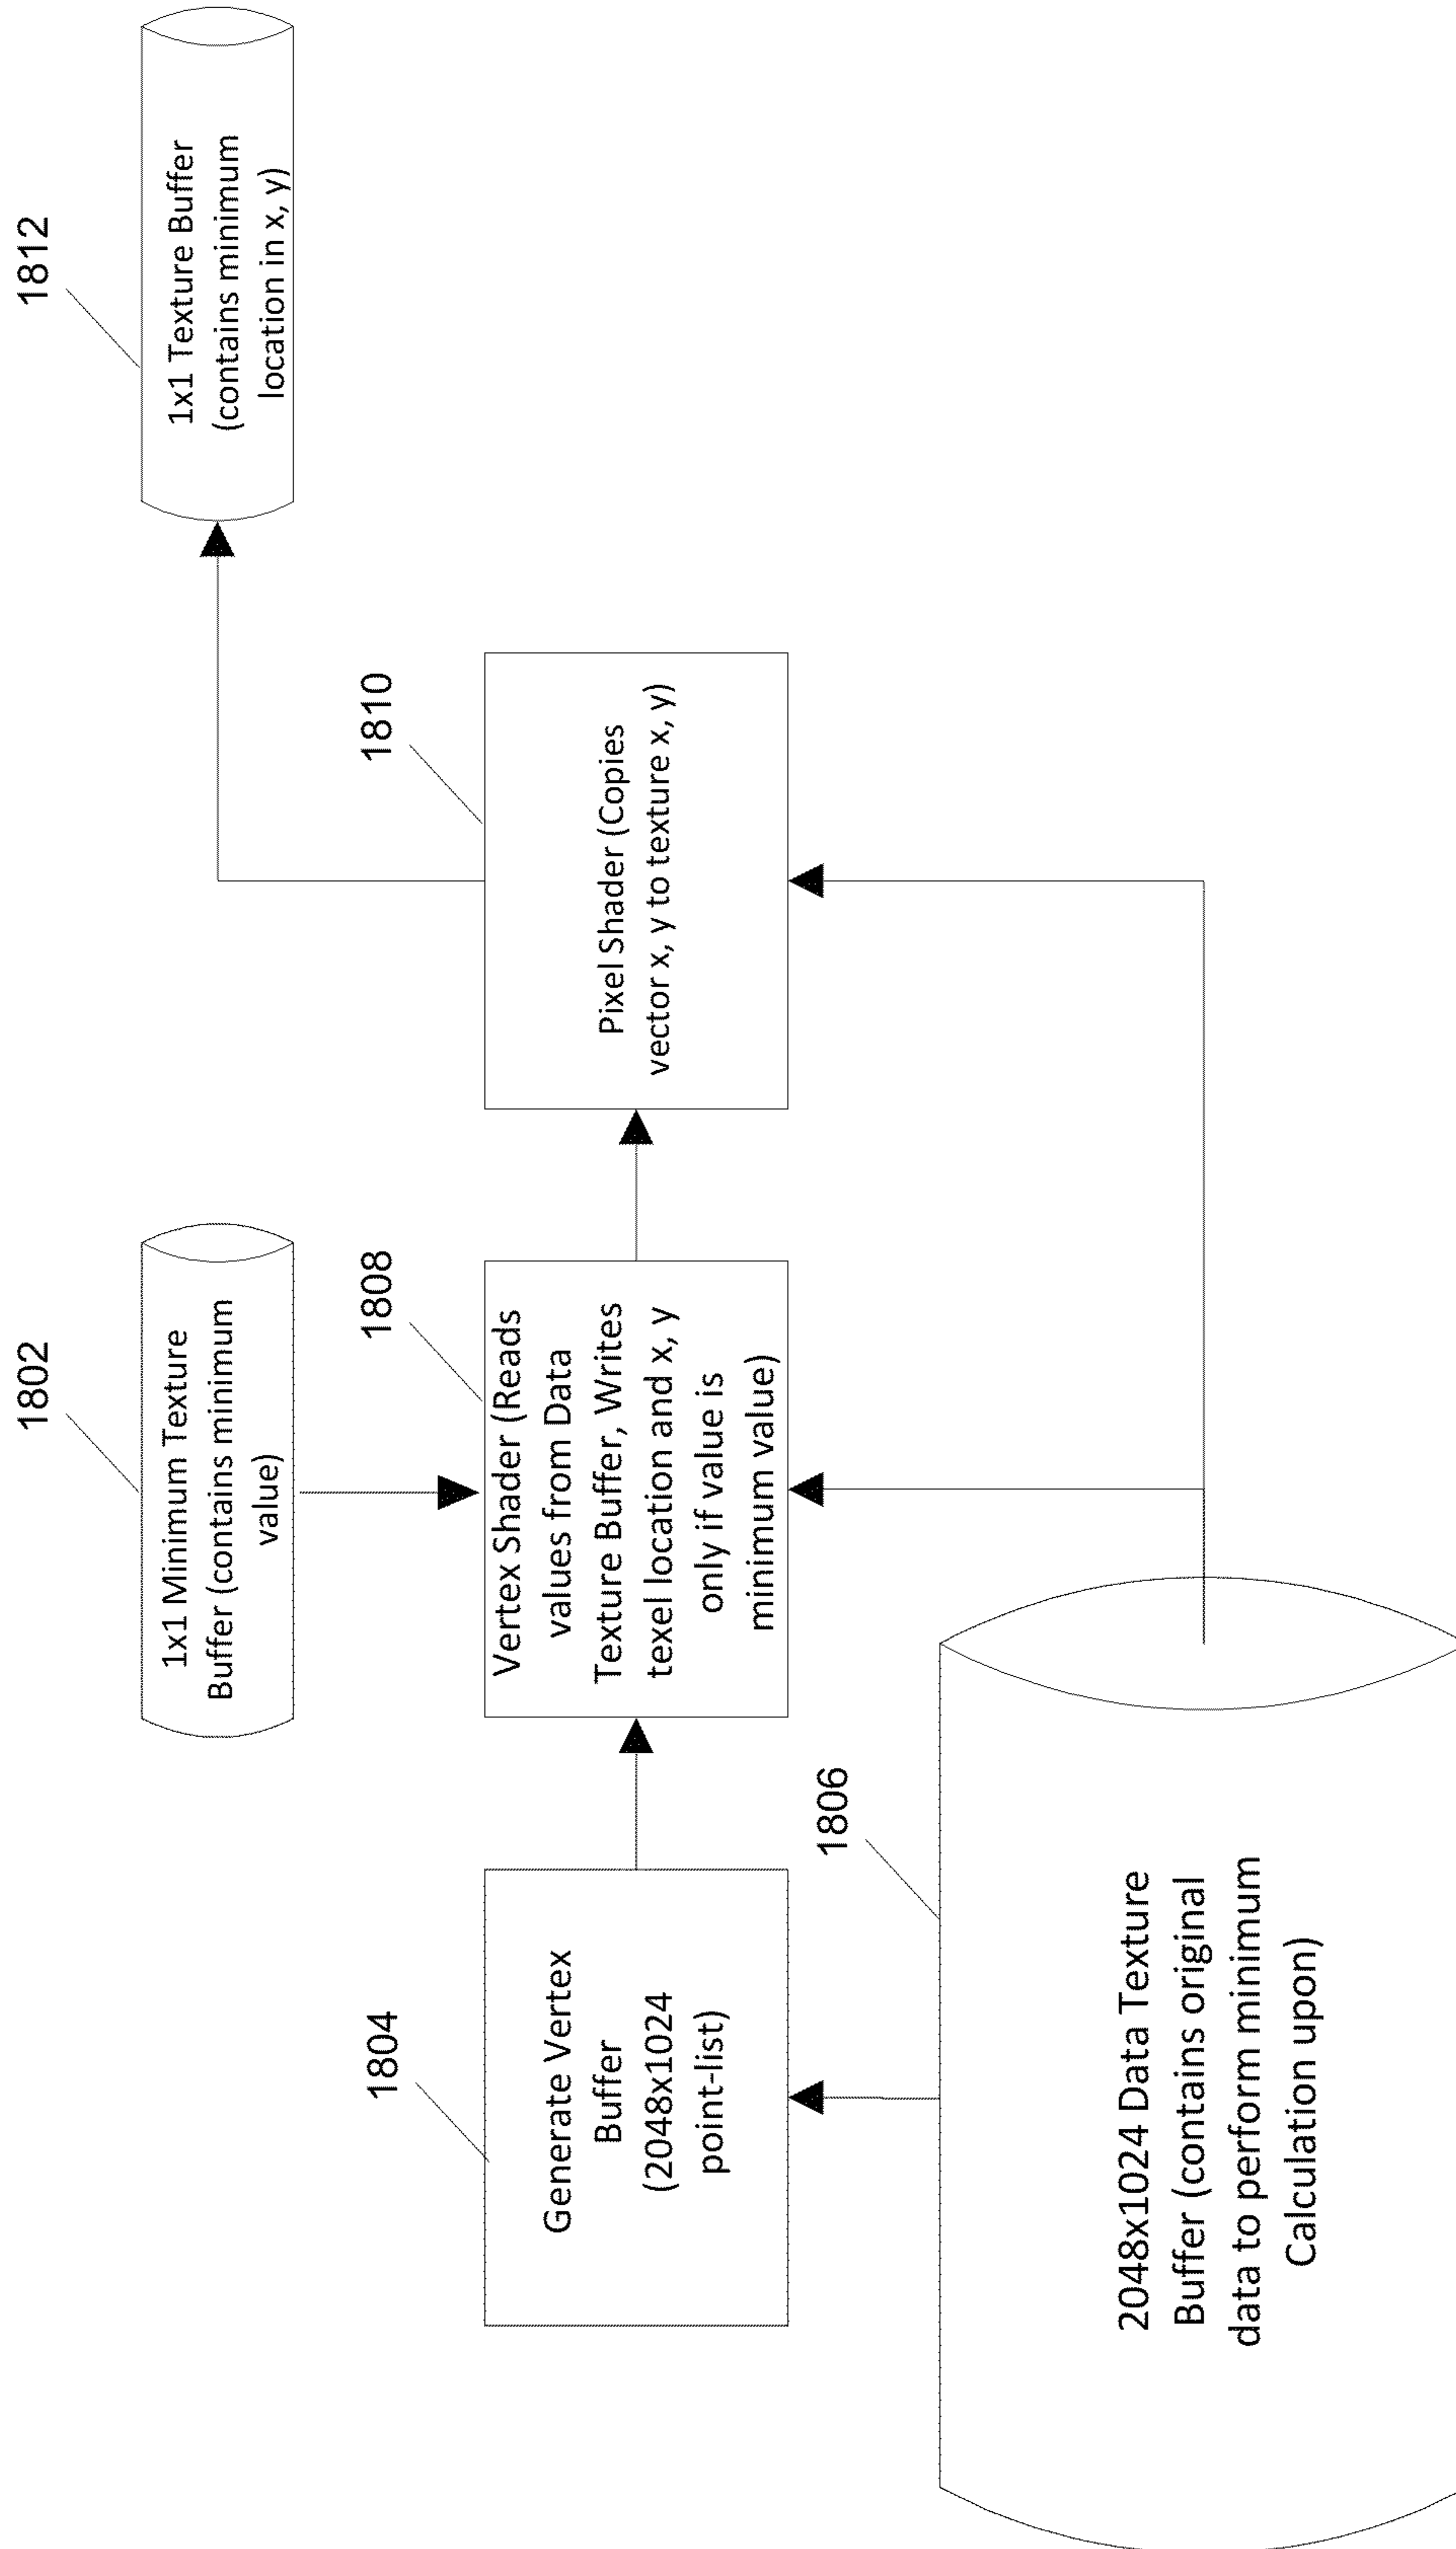 1802
1x1 Minimum Texture
Buffer (contains minimum
value)
1812
1x1 Texture Buffer
(contains minimum
location in x, y)
1804
Generate Vertex
Buffer
(2048x1024
point-list)
1808
Vertex Shader (Reads
values from Data
Texture Buffer, Writes
texel location and x, y
only if value is
minimum value)
1810
Pixel Shader (Copies
vector x, y to texture x, y)
1806
2048x1024 Data Texture
Buffer (contains original
data to perform minimum
Calculation upon)